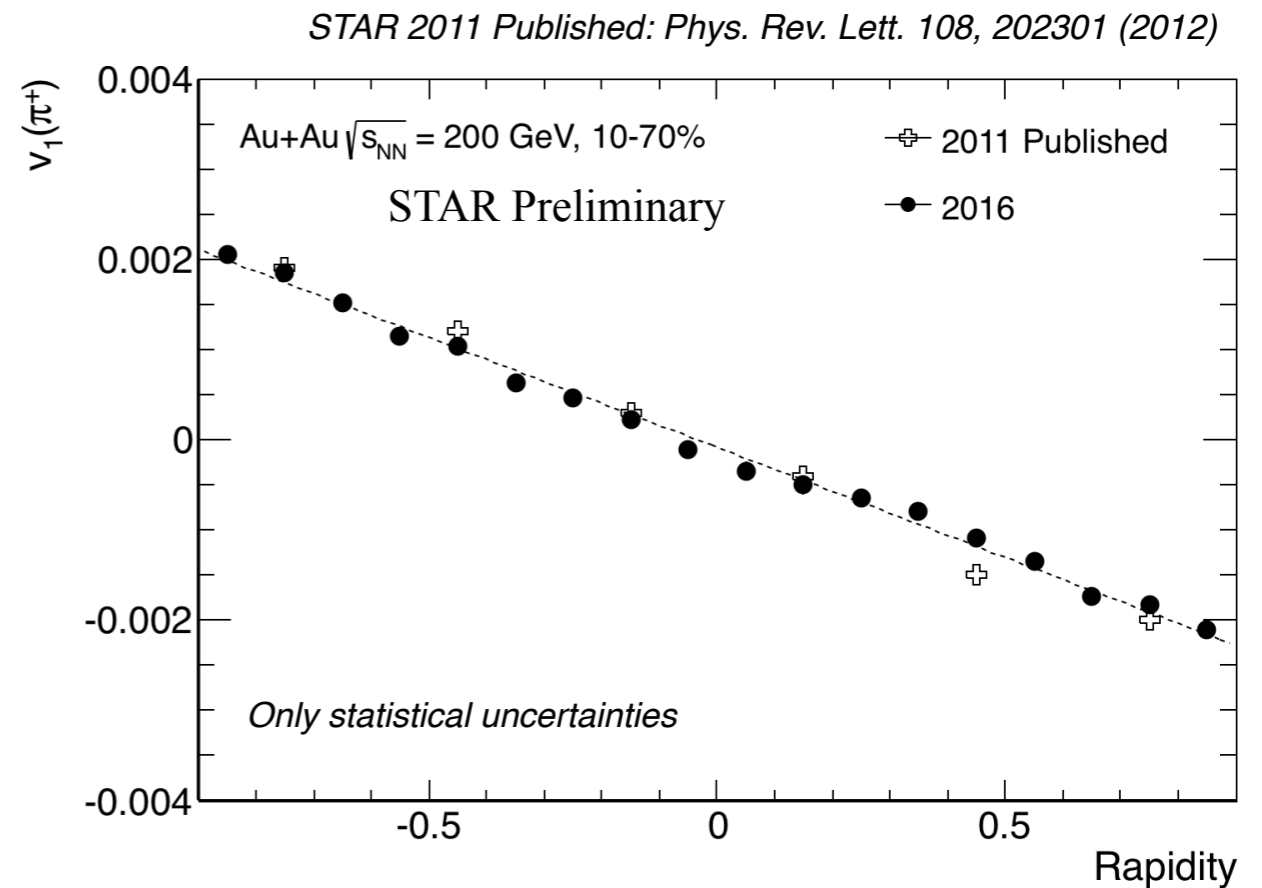 STAR 2011 Published: Phys. Rev. Lett. 108, 202301 (2012)
v₁(π⁺)
0.004
Au+Au √s_NN = 200 GeV, 10-70%
2011 Published
STAR Preliminary
2016
0.002
0
-0.002
Only statistical uncertainties
-0.004
-0.5
0
0.5
Rapidity